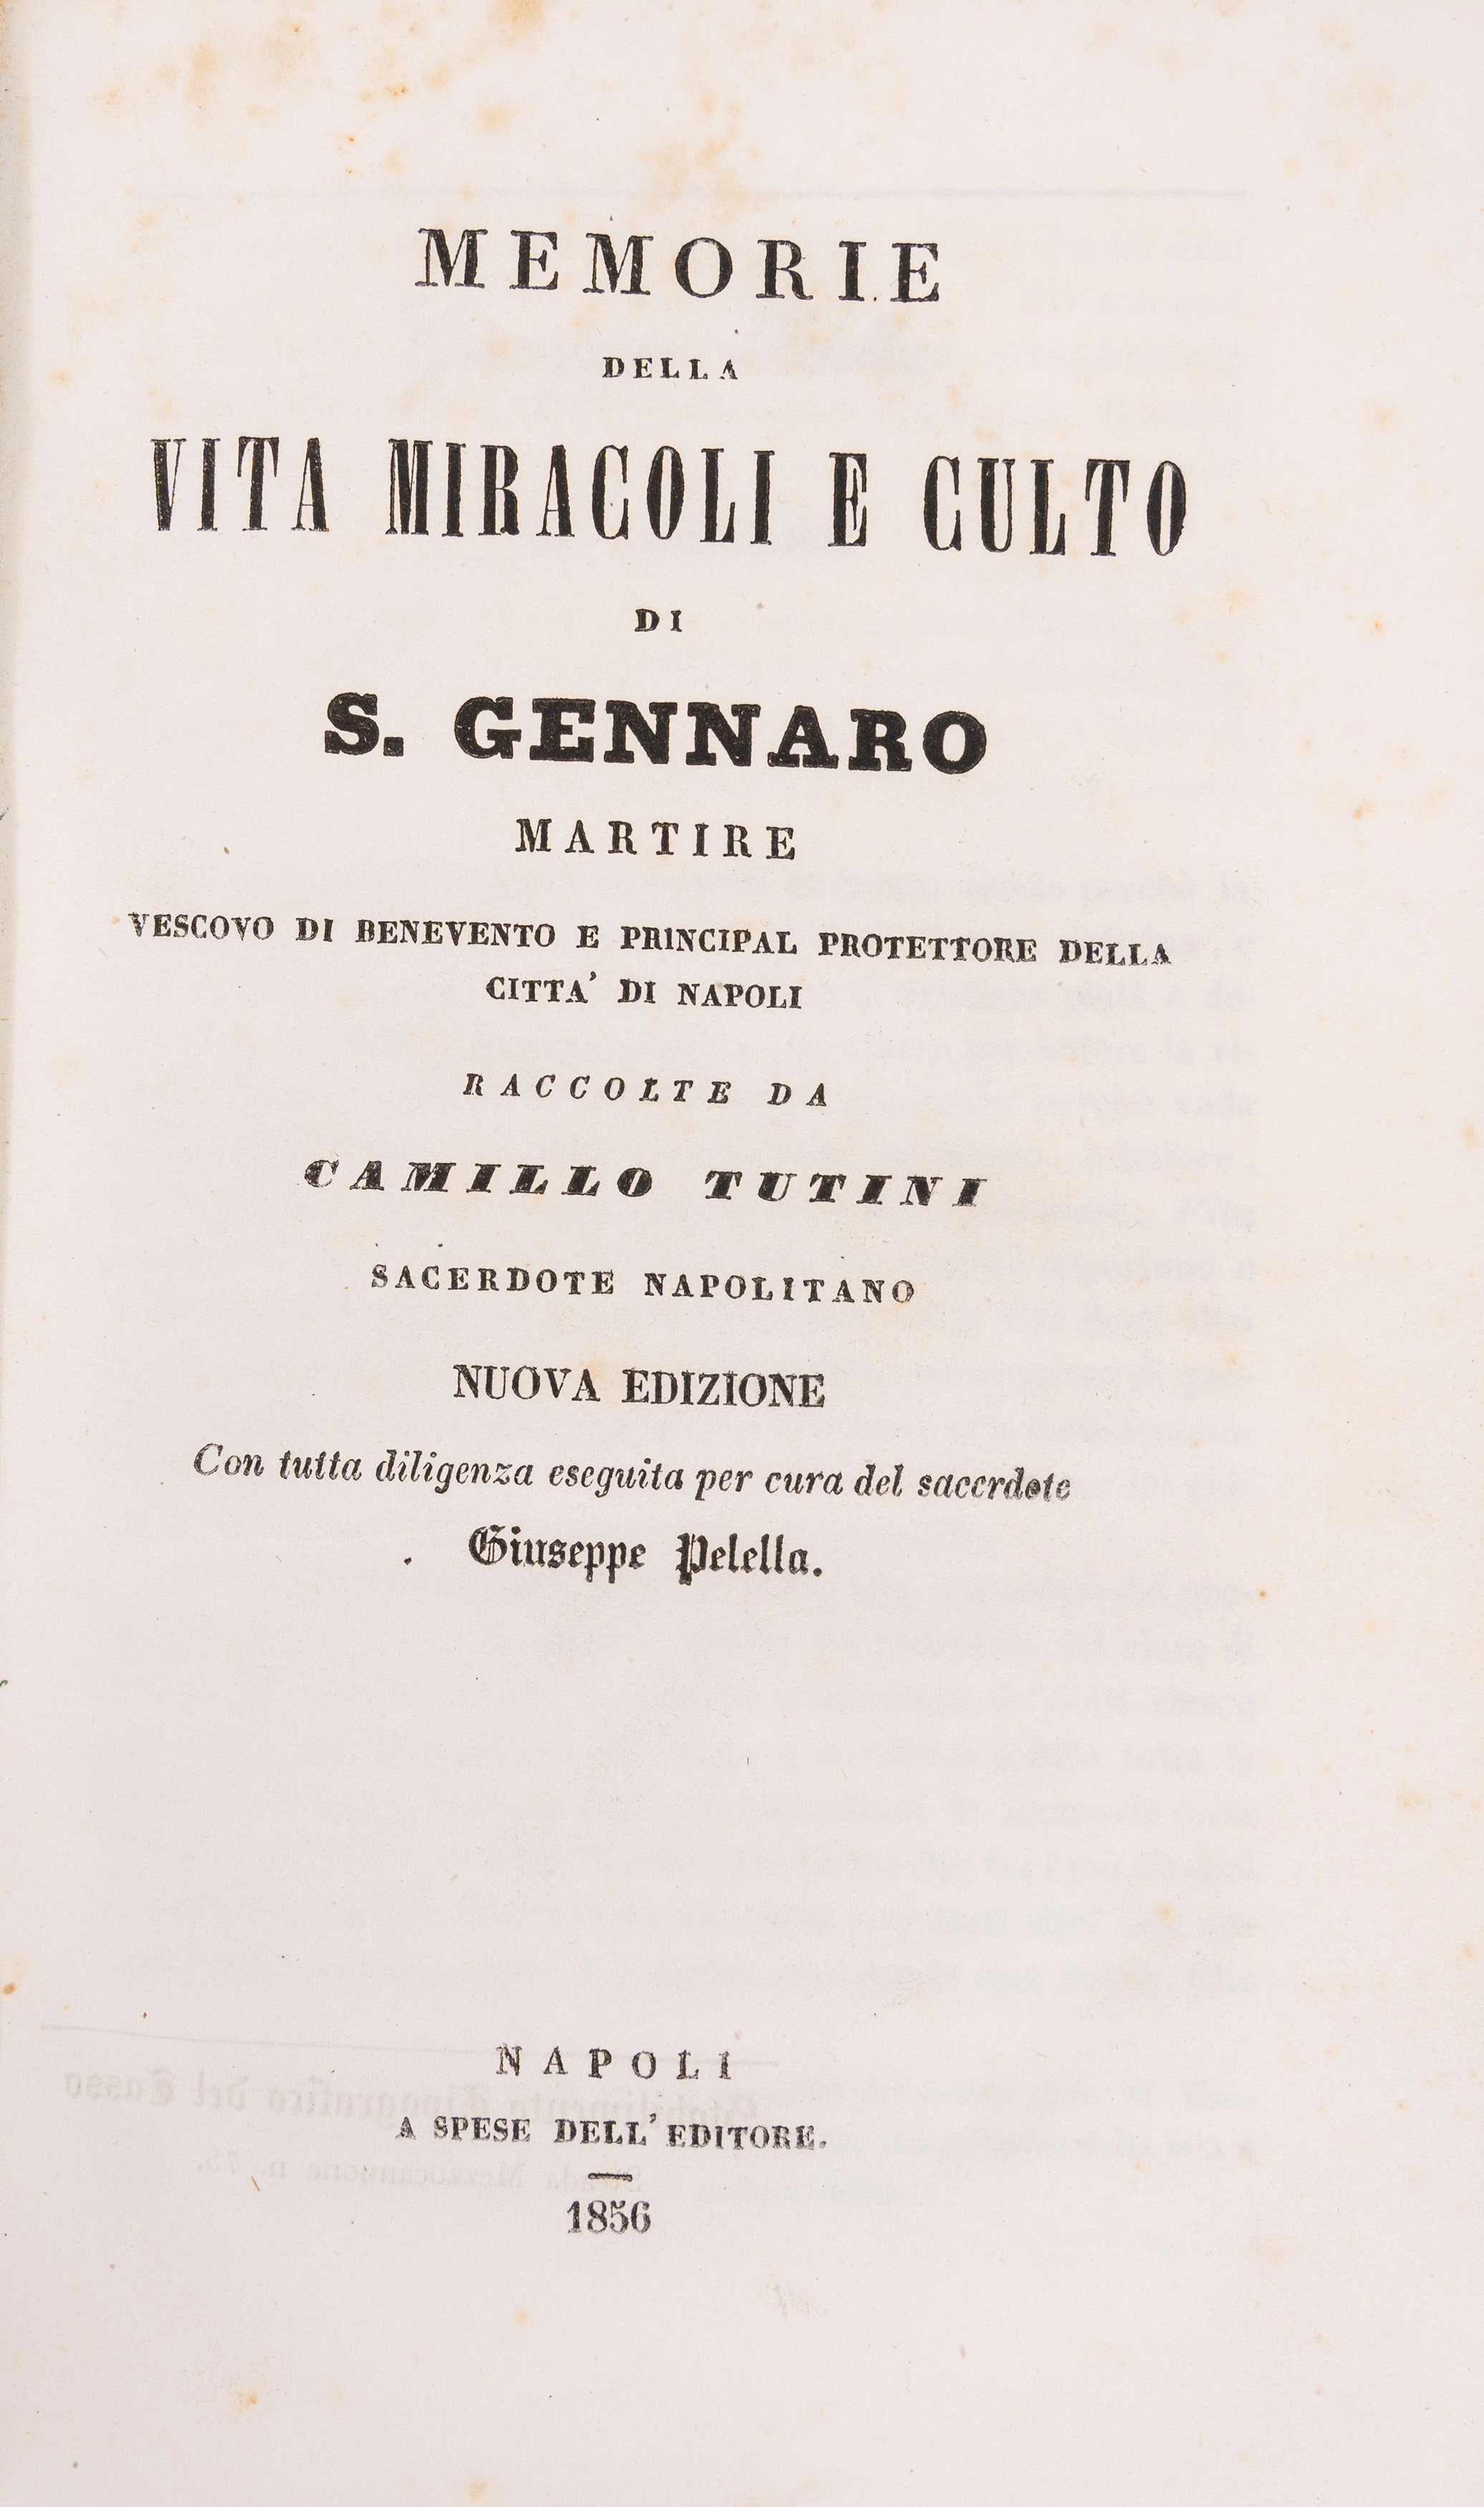 MEMORIE
DELLA
VITA MIRACOLI E CULTO
DI
S. GENNARO
MARTIRE
VESCOVO DI BENEVENTO E PRINCIPAL PROTETTORE DELLA
CITTA' DI NAPOLI
RACCOLTE DA
CAMILLO TUTINI
SACERDOTE NAPOLITANO
NUOVA EDIZIONE
Con tutta diligenza eseguita per cura del sacerdote
Giuseppe Pelella.
NAPOLI
A SPESE DELL' EDITORE.
1856